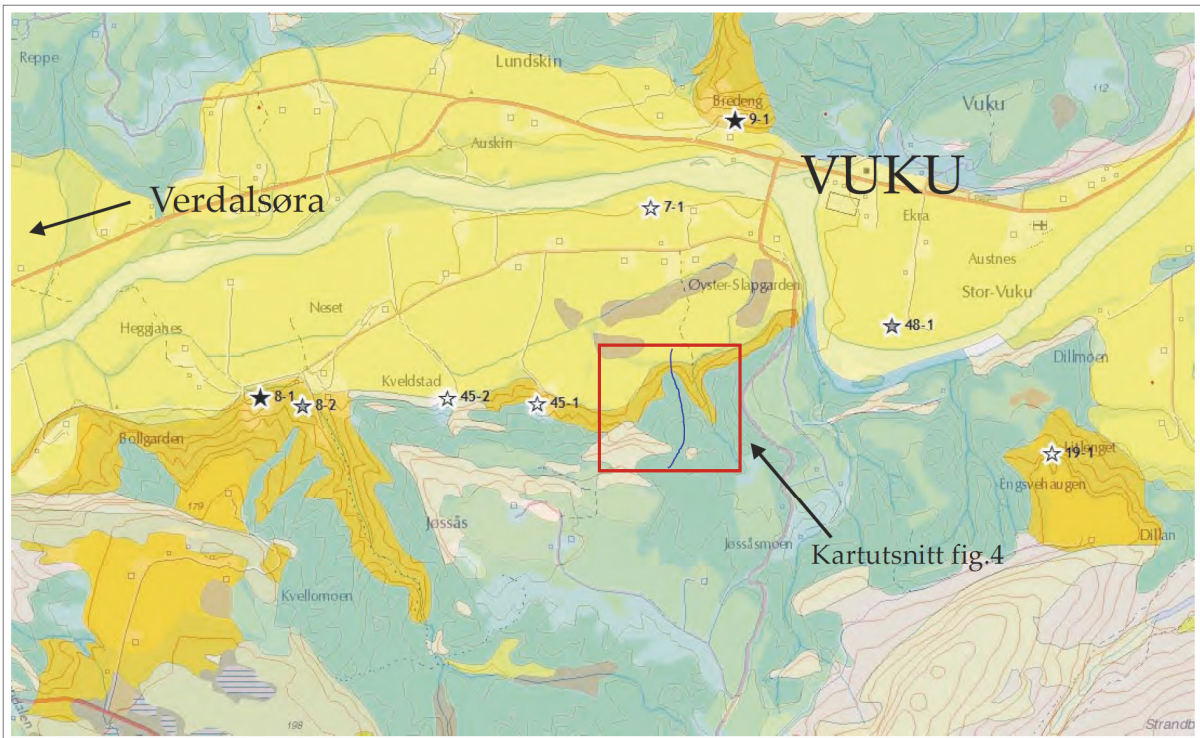 Reppe
Lundskin
Bredeng
9-1
Vuku
112
Auskin
VUKU
Verdalsøra
7-1
Ekra
Austnes
Øyster-Slapgarden
Stor-Vuku
Neset
Heggjanes
48-1
Dillmoen
Kveldstad
8-1
8-2
45-2
45-1
Bollgarden
19-1
Engsvehaugen
179
Jøssås
Jøssåsmoen
Dillan
Kartutsnitt fig.4
Kvellomoen
198